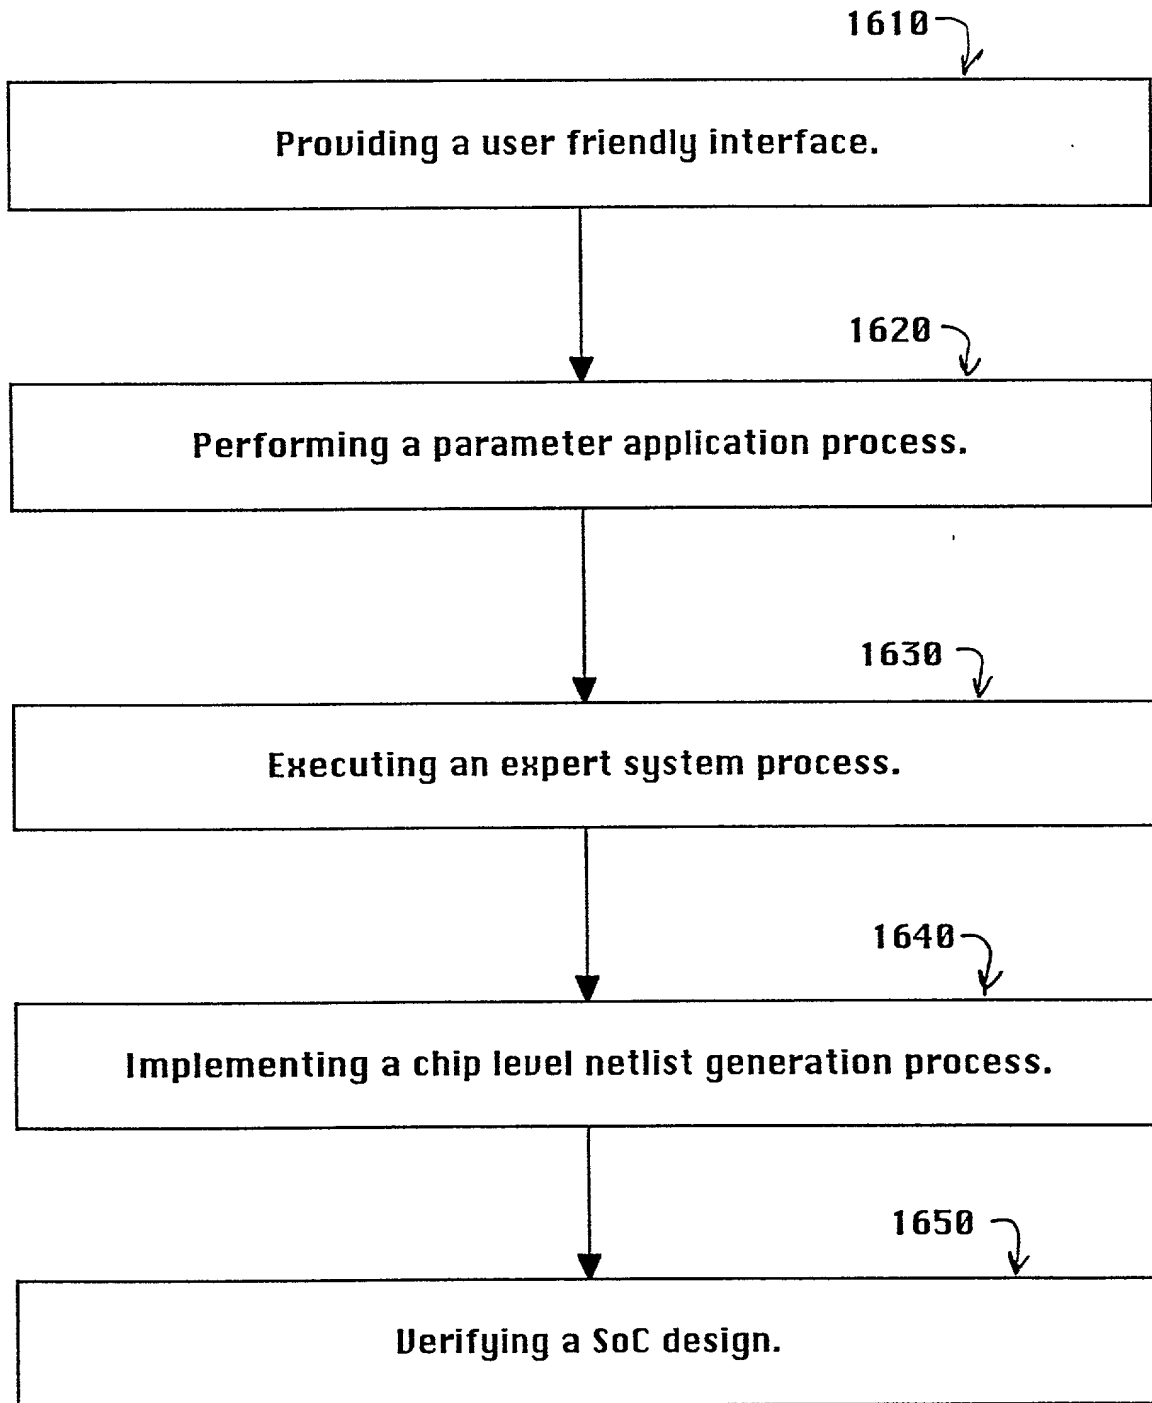 1610
Providing a user friendly interface.
1620
Performing a parameter application process.
1630
Executing an expert system process.
1640
Implementing a chip level netlist generation process.
1650
Verifying a SoC design.